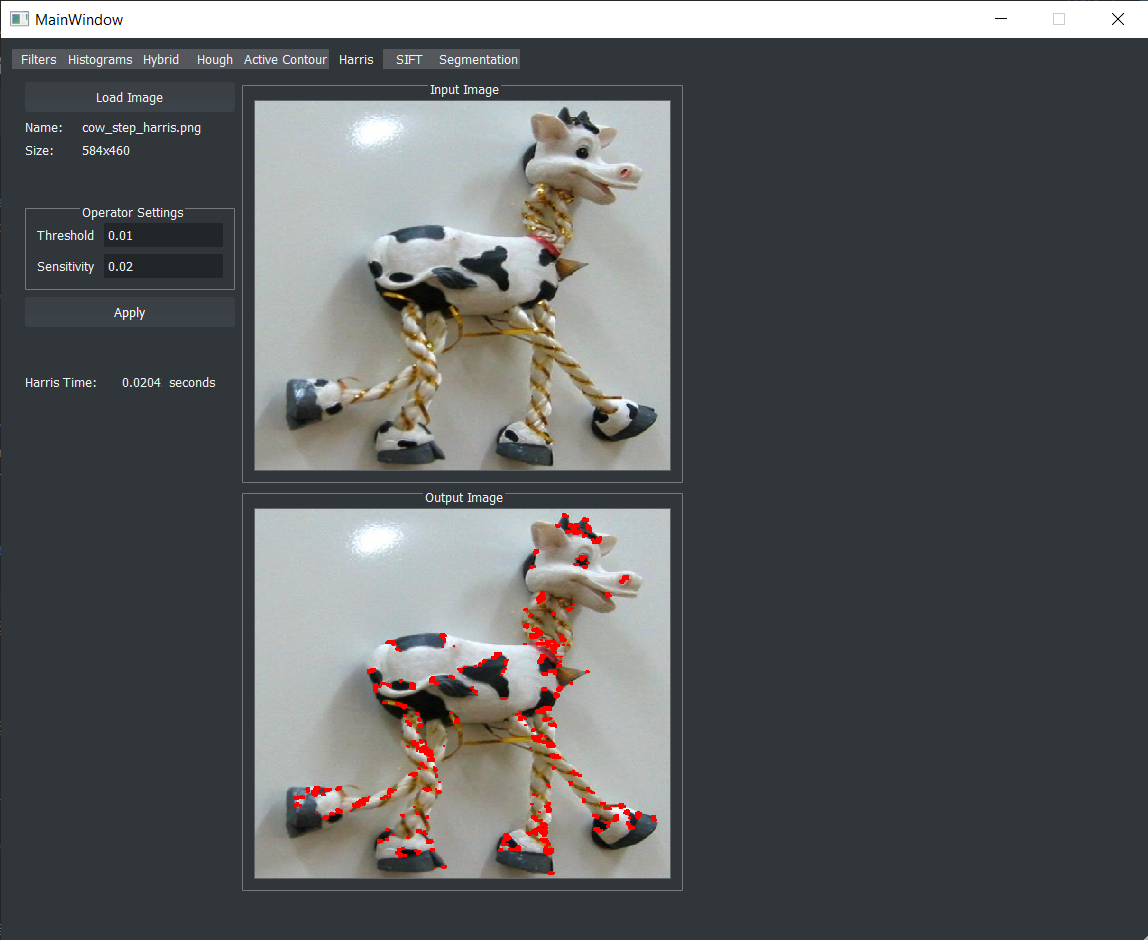 MainWindow
Filters Histograms Hybrid Hough Active Contour Harris SIFT Segmentation
Load Image
Name: cow_step_harris.png
Size: 584x460
Operator Settings
Threshold 0.01
Sensitivity 0.02
Apply
Harris Time: 0.0204 seconds
Input Image
Output Image